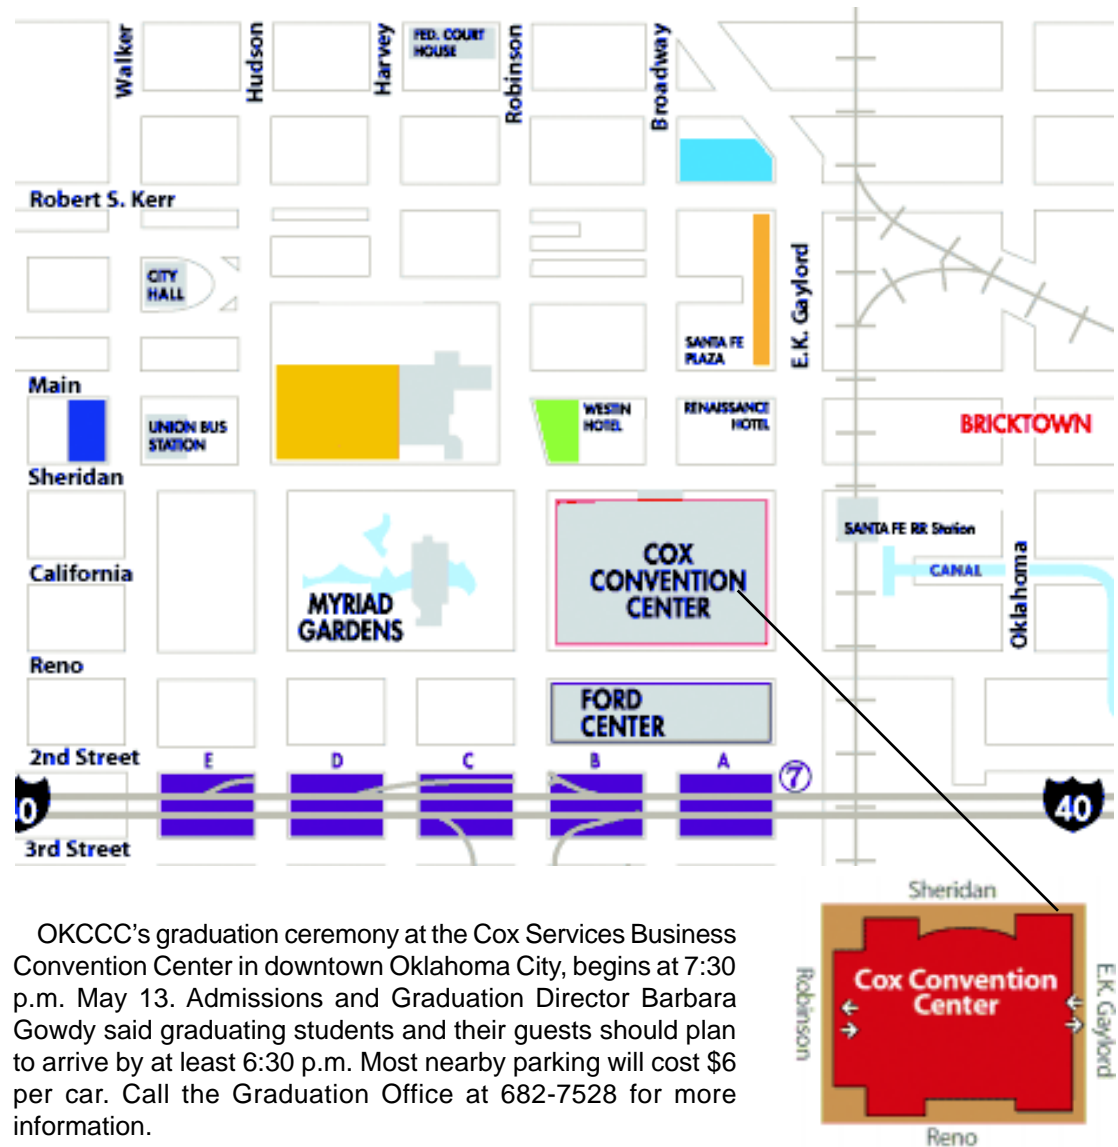 Walker
Hudson
Harvey
FED. COURT
HOUSE
Robinson
Broadway
Robert S. Kerr
CITY
HALL
E.K. Gaylord
SANTA FE
PLAZA
Main
UNION BUS
STATION
WESTIN
HOTEL
RENAISSANCE
HOTEL
BRICKTOWN
Sheridan
SANTA FE RR Station
COX
CONVENTION
CENTER
CANAL
Oklahoma
California
MYRIAD
GARDENS
Reno
FORD
CENTER
2nd Street
E
D
C
B
A
7
40
40
3rd Street
Sheridan
Robinson
Cox Convention
Center
E.K. Gaylord
Reno
OKCCC's graduation ceremony at the Cox Services Business
Convention Center in downtown Oklahoma City, begins at 7:30
p.m. May 13. Admissions and Graduation Director Barbara
Gowdy said graduating students and their guests should plan
to arrive by at least 6:30 p.m. Most nearby parking will cost $6
per car. Call the Graduation Office at 682-7528 for more
information.